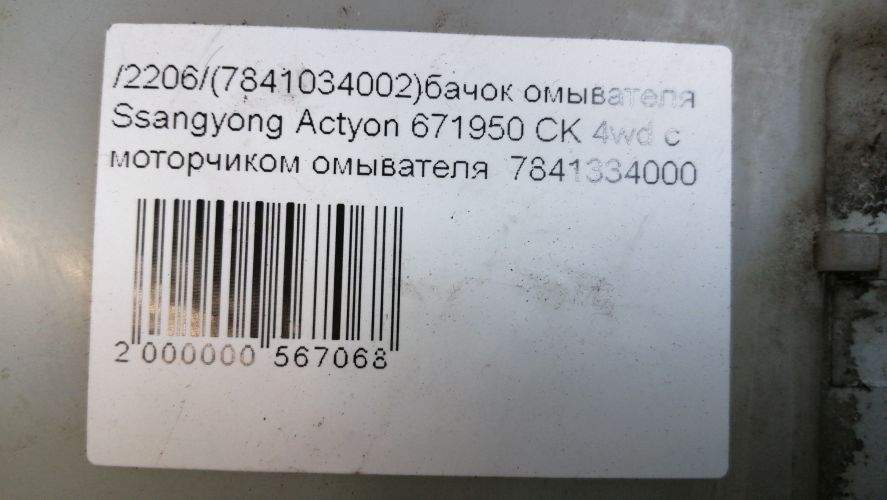 /2206/(7841034002)бачок омывателя
Ssangyong Actyon 671950 CK 4wd с
моторчиком омывателя 7841334000
2 000000 567068